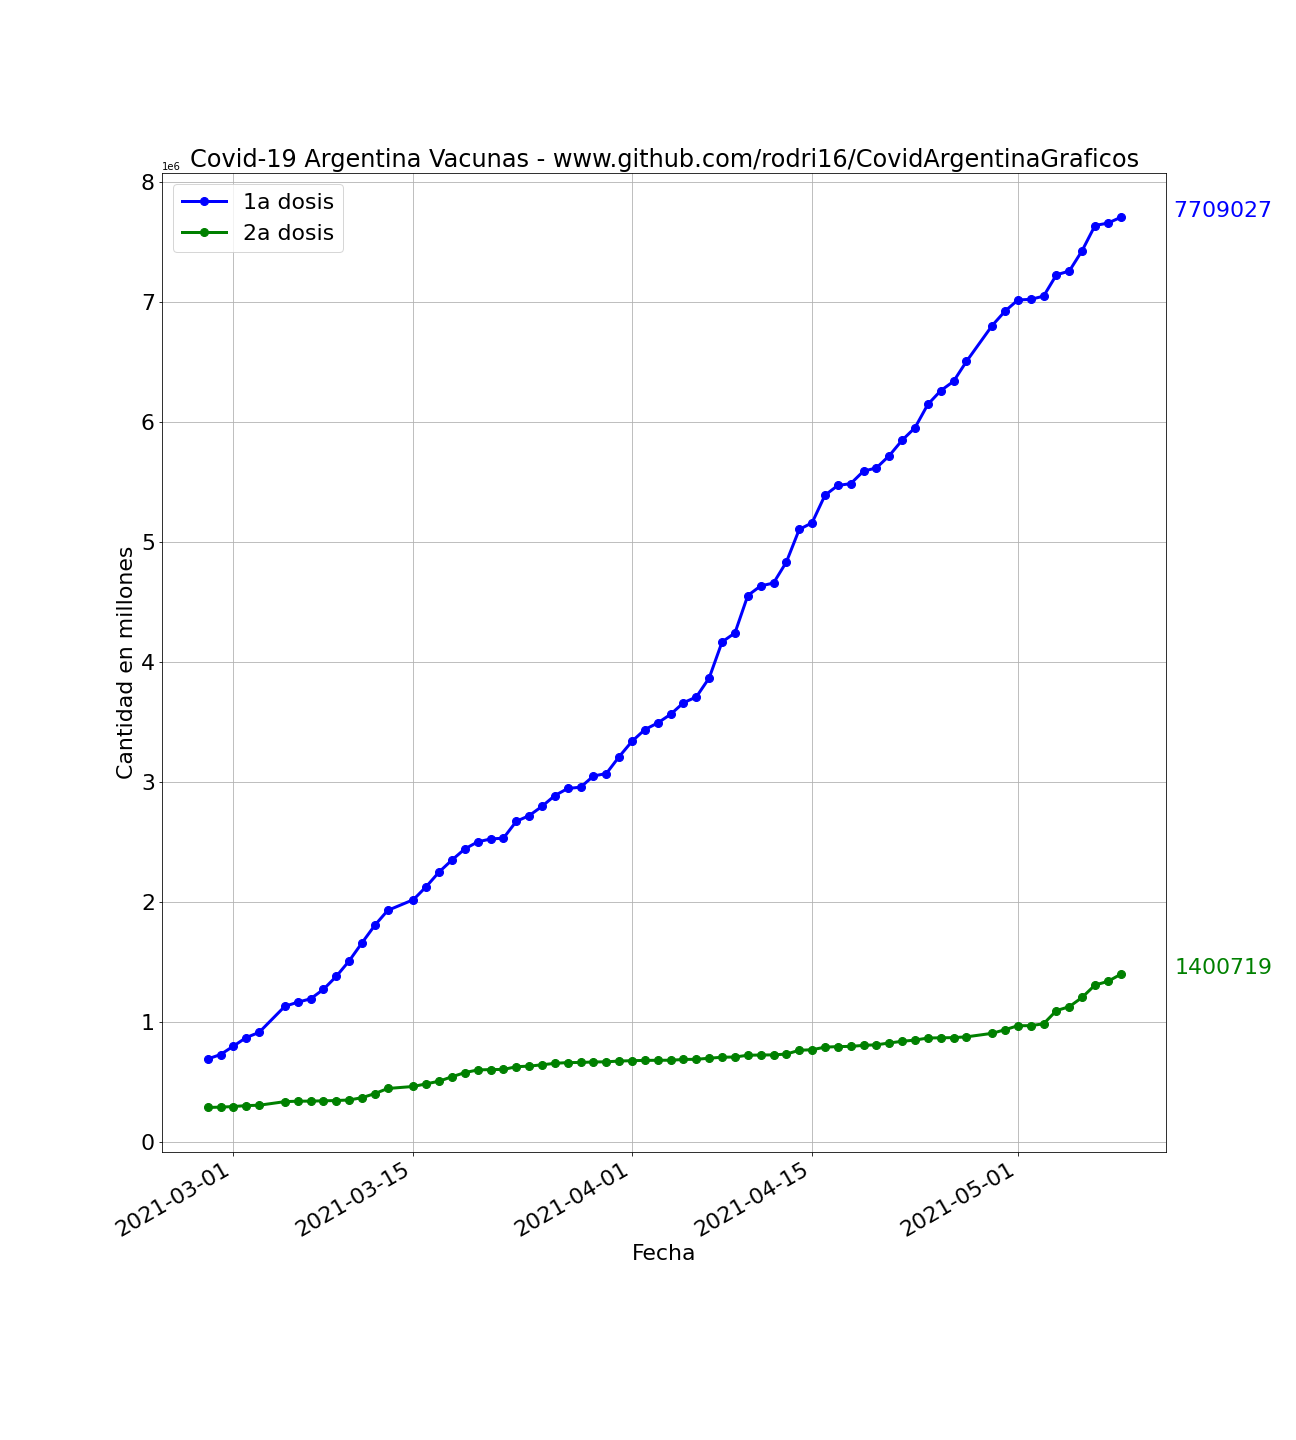 Covid-19 Argentina Vacunas - www.github.com/rodri16/CovidArgentinaGraficos
1e6
1a dosis
2a dosis
8
7
6
5
4
3
2
1
0
Cantidad en millones
7709027
1400719
2021-03-01
2021-03-15
2021-04-01
2021-04-15
2021-05-01
Fecha